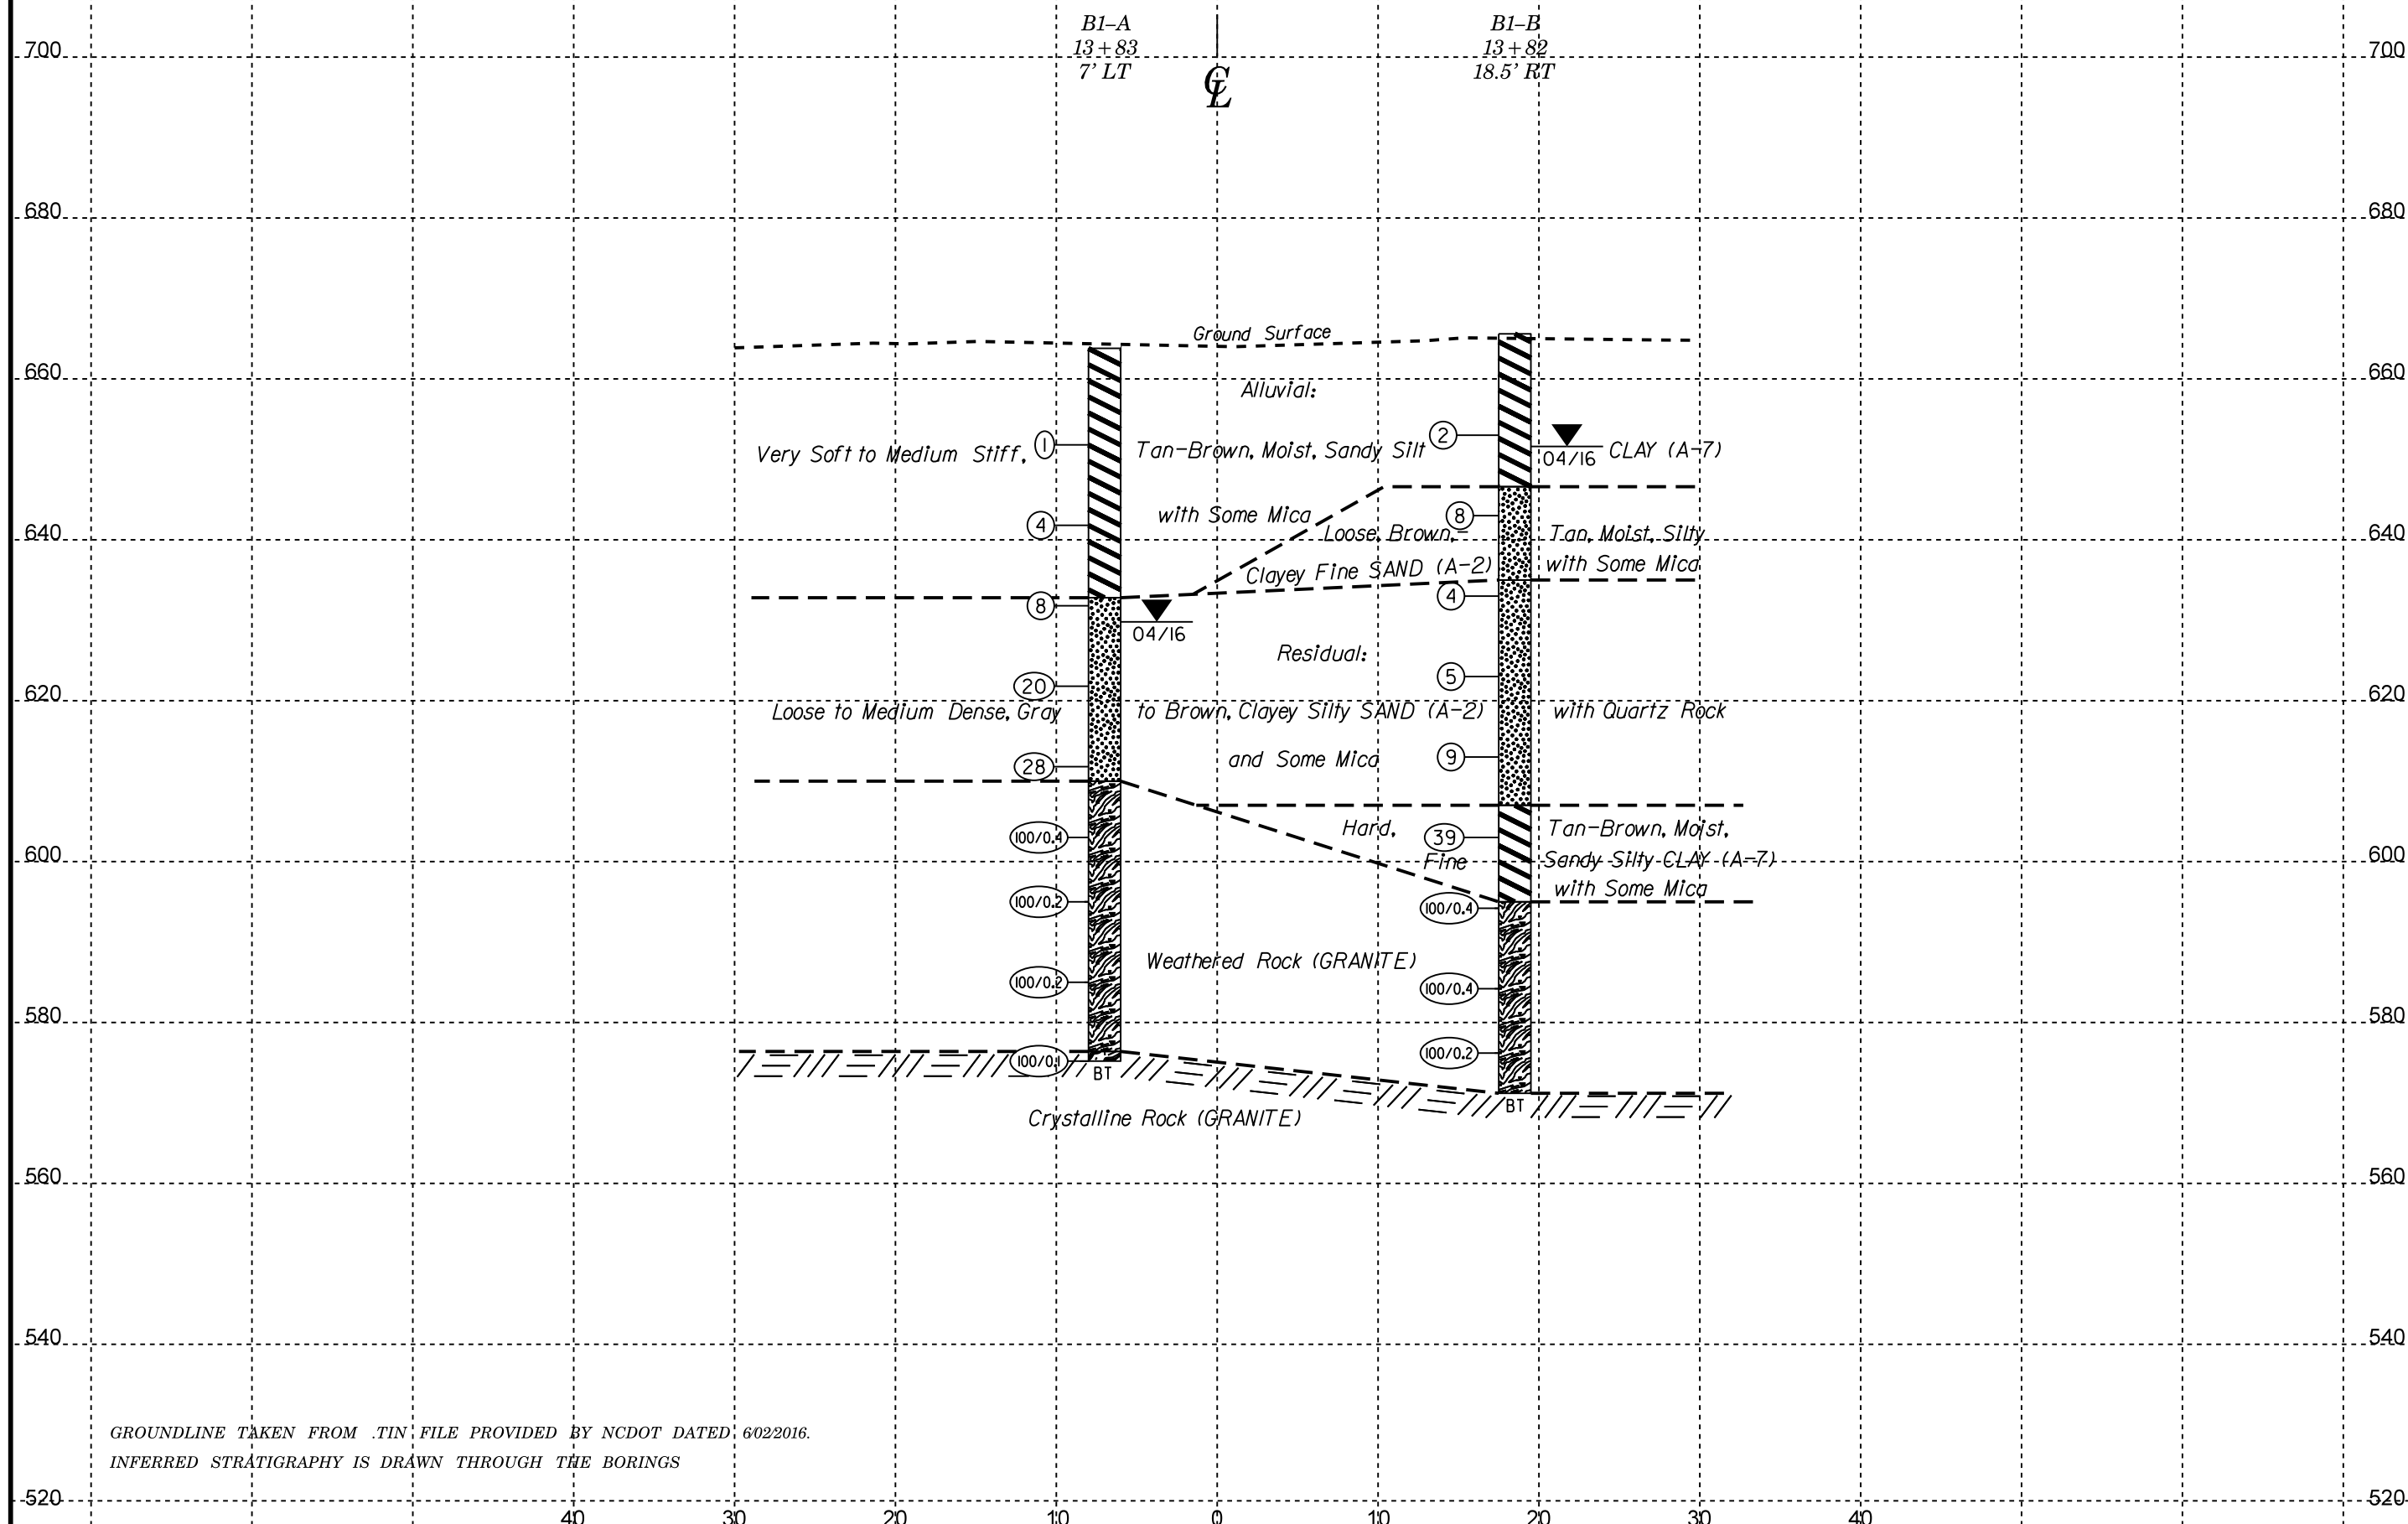 B1–A
13+83
7' LT
B1–B
13+82
18.5' RT
℄
700 700
680 680
Ground Surface
660 660
Alluvial:
Very Soft to Medium Stiff, 1 Tan-Brown, Moist, Sandy Silt 2 04/16 CLAY (A-7)
4 with Some Mica 8
Loose, Brown,- Tan, Moist, Silty
640 640
Clayey Fine SAND (A-2) with Some Mica
8 04/16 4
Residual:
20 5
620 620
Loose to Medium Dense, Gray to Brown, Clayey Silty SAND (A-2) with Quartz Rock
28 and Some Mica 9
100/0.4 Hard, 39 Tan-Brown, Moist,
600 Fine Sandy Silty CLAY (A-7) 600
with Some Mica
100/0.2 100/0.4
Weathered Rock (GRANITE)
100/0.2 100/0.4
580 580
100/0.1 100/0.2
BT
BT
Crystalline Rock (GRANITE)
560 560
540 540
GROUNDLINE TAKEN FROM .TIN FILE PROVIDED BY NCDOT DATED 6/02/2016.
INFERRED STRATIGRAPHY IS DRAWN THROUGH THE BORINGS
520 520
40 30 20 10 0 10 20 30 40